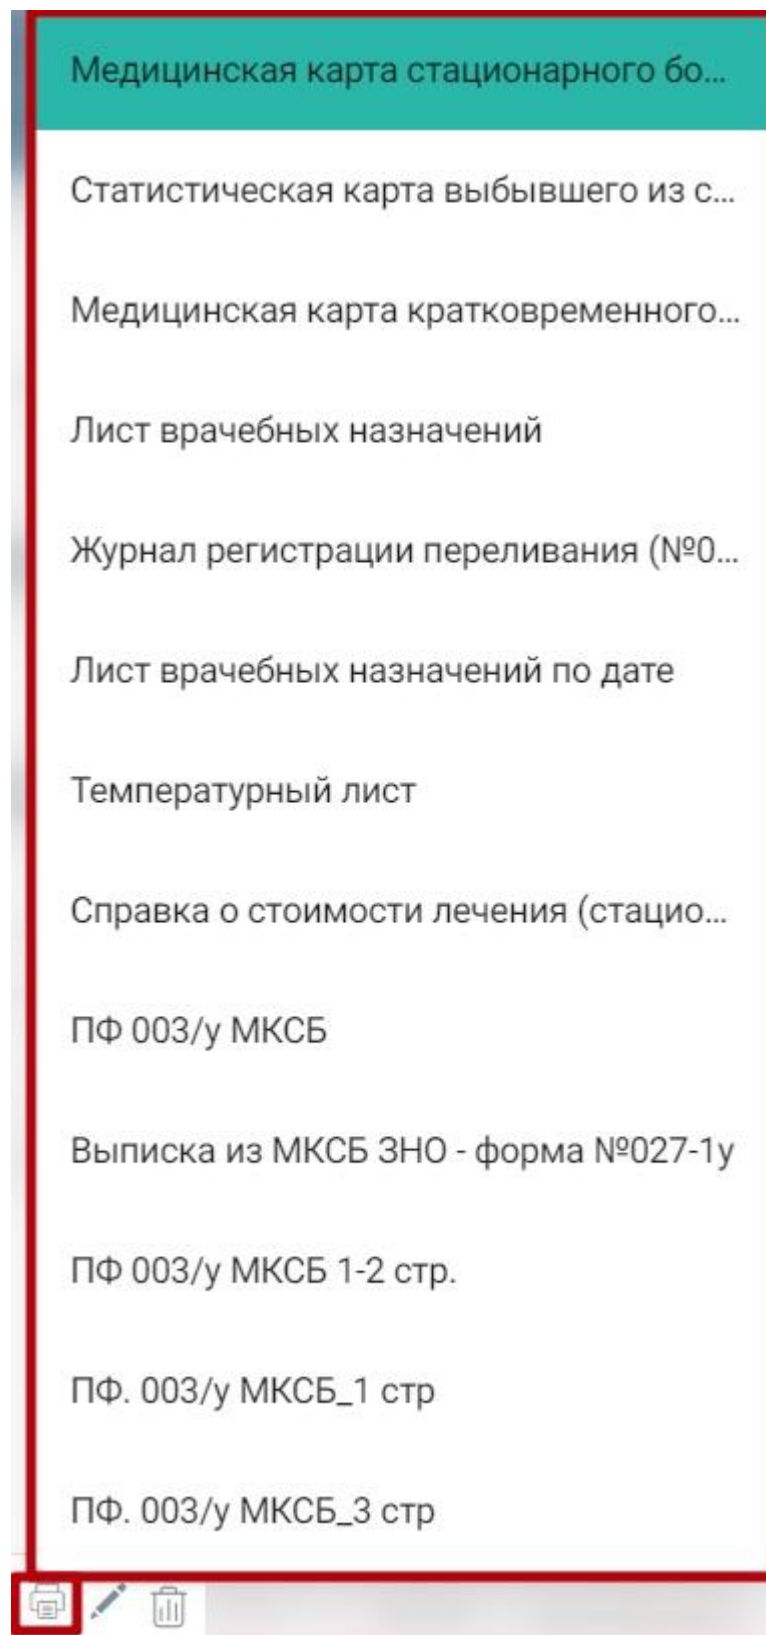 Медицинская карта стационарного бо...
Статистическая карта выбывшего из с...
Медицинская карта кратковременного...
Лист врачебных назначений
Журнал регистрации переливания (№0...
Лист врачебных назначений по дате
Температурный лист
Справка о стоимости лечения (стацио...
ПФ 003/у МКСБ
Выписка из МКСБ ЗНО - форма №027-1у
ПФ 003/у МКСБ 1-2 стр.
ПФ. 003/у МКСБ_1 стр
ПФ. 003/у МКСБ_3 стр